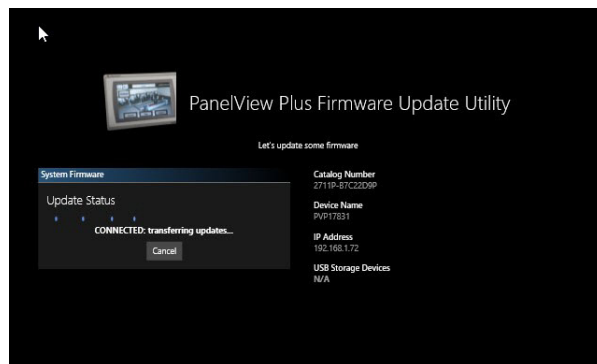 PanelView Plus Firmware Update Utility
Let's update some firmware
System Firmware
Update Status
CONNECTED: transferring updates...
Cancel
Catalog Number
2711P-B7C22D9P
Device Name
PVP17831
IP Address
192.168.1.72
USB Storage Devices
N/A